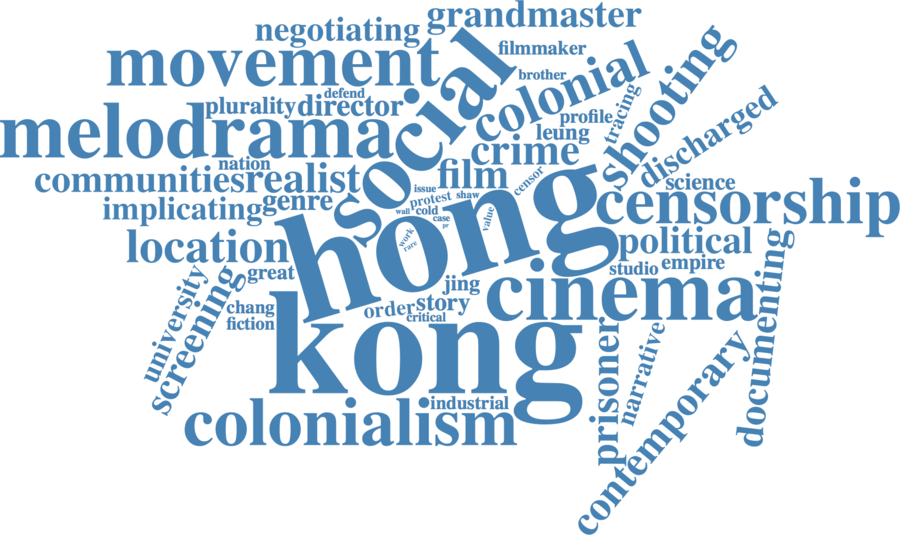 grandmaster
negotiating
filmmaker
movement
social
brother
colonial
shooting
defend
plurality
director
tracing
profile
discharged
melodrama
leung
crime
nation
film
communities
realist
censor
science
issue
shaw
protest
genre
implicating
hong
censorship
wall
cold
case
value
pr
work
rare
location
political
studio
empire
great
jing
cinema
documenting
university
screening
chang
order
story
critical
fiction
kong
prisoner
narrative
contemporary
colonialism
industrial